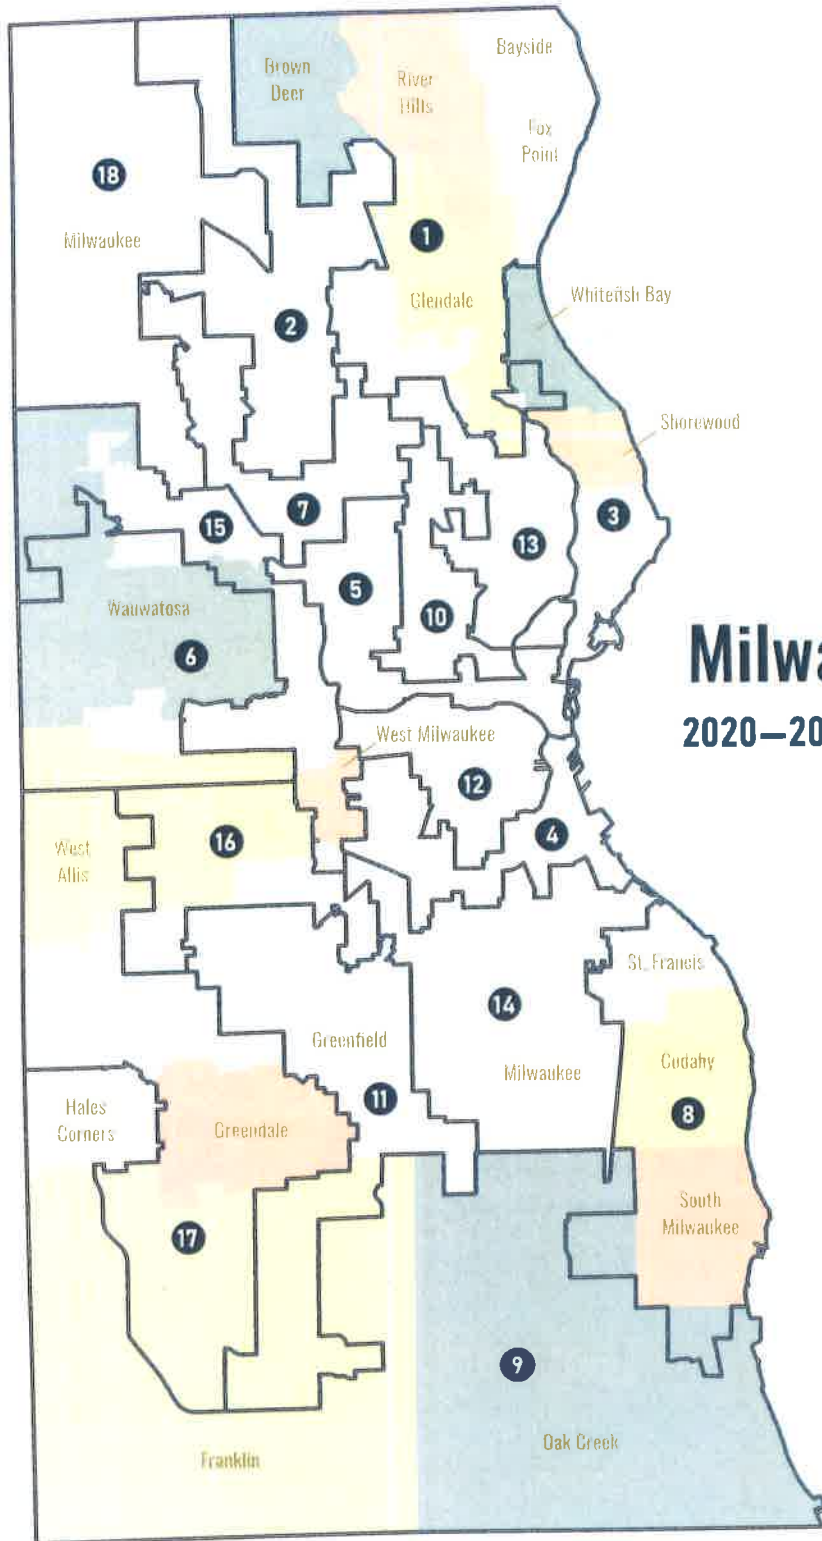 Bayside
Brown
Deer
River
Hills
Fox
Point
18
Milwaukee
1
Glendale
Whitefish Bay
2
Shorewood
7
3
15
13
5
Wauwatosa
10
6
Milwa
2020–20
West Milwaukee
12
4
West
Allis
16
St. Francis
14
Greenfield
Milwaukee
Cudahy
11
8
Hales
Corners
Greendale
South
Milwaukee
17
9
Oak Creek
Franklin